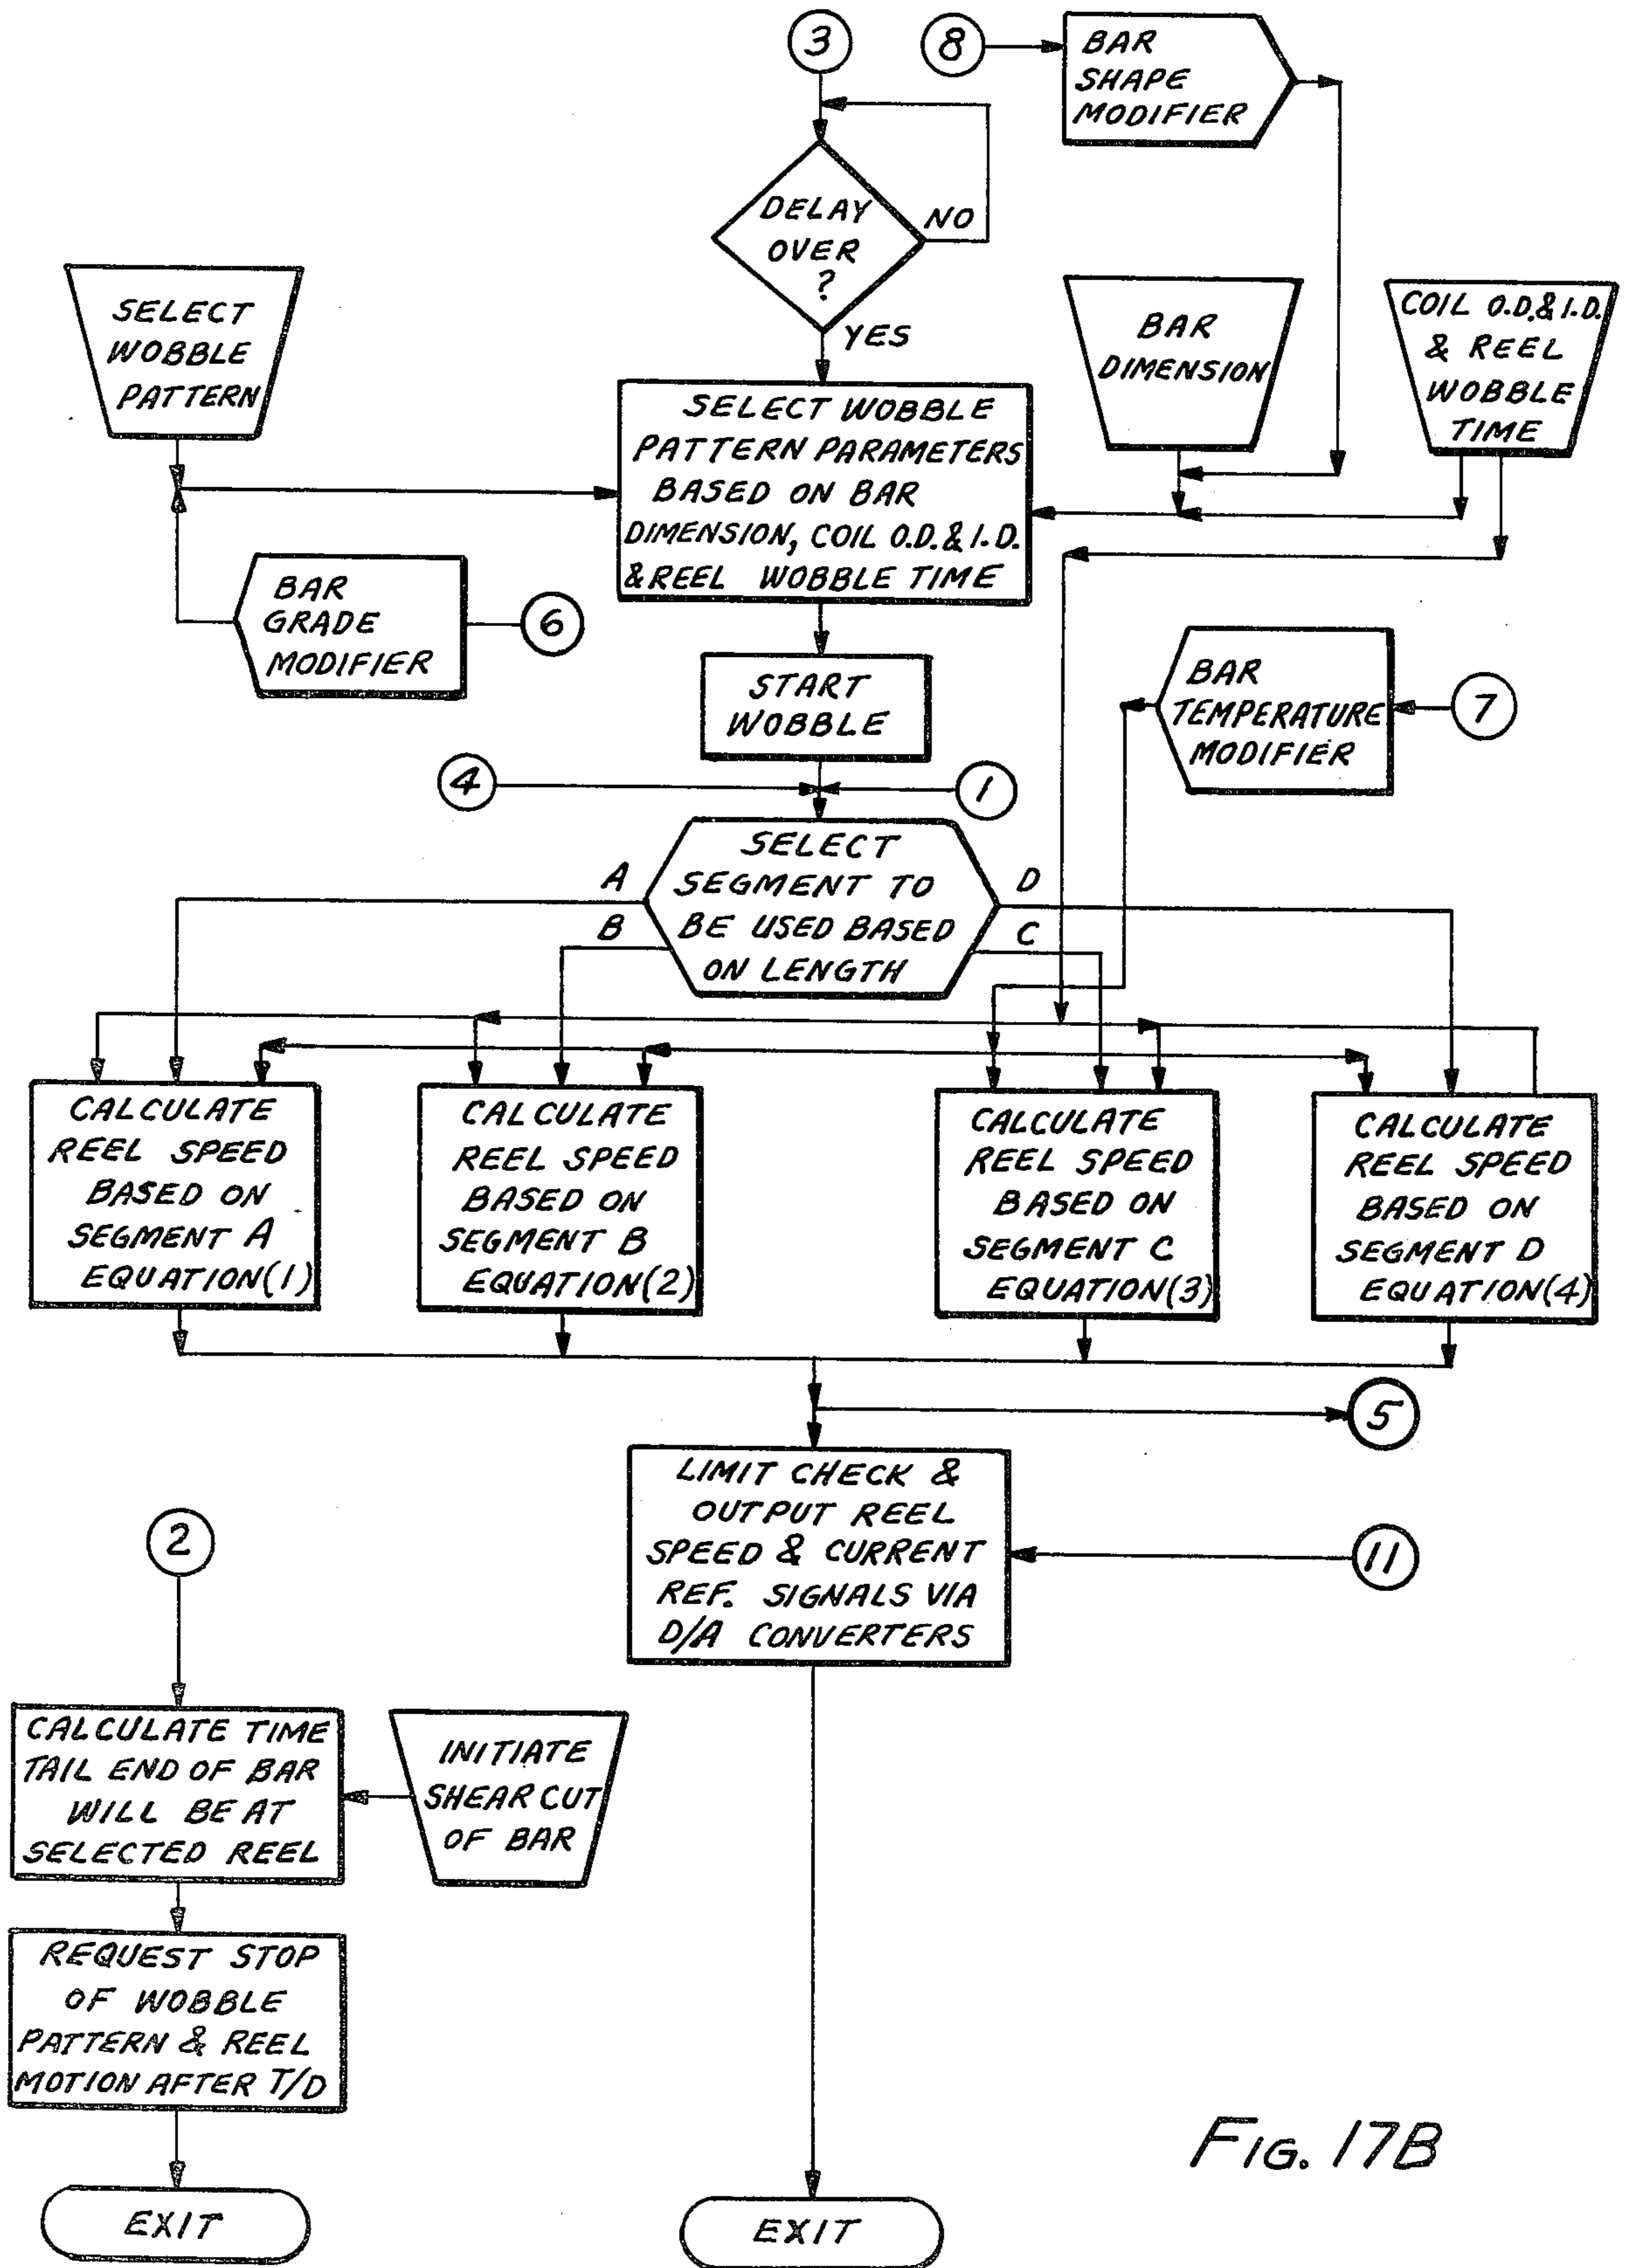 3
8
BAR
SHAPE
MODIFIER
DELAY
OVER
?
NO
YES
SELECT
WOBBLE
PATTERN
BAR
DIMENSION
COIL O.D.& I.D.
& REEL
WOBBLE
TIME
SELECT WOBBLE
PATTERN PARAMETERS
BASED ON BAR
DIMENSION, COIL O.D.& I.D.
& REEL WOBBLE TIME
BAR
GRADE
MODIFIER
6
START
WOBBLE
BAR
TEMPERATURE
MODIFIER
7
4
1
SELECT
SEGMENT TO
BE USED BASED
ON LENGTH
A
B
D
C
CALCULATE
REEL SPEED
BASED ON
SEGMENT A
EQUATION(1)
CALCULATE
REEL SPEED
BASED ON
SEGMENT B
EQUATION(2)
CALCULATE
REEL SPEED
BASED ON
SEGMENT C
EQUATION(3)
CALCULATE
REEL SPEED
BASED ON
SEGMENT D
EQUATION(4)
5
LIMIT CHECK &
OUTPUT REEL
SPEED & CURRENT
REF. SIGNALS VIA
D/A CONVERTERS
11
2
CALCULATE TIME
TAIL END OF BAR
WILL BE AT
SELECTED REEL
INITIATE
SHEAR CUT
OF BAR
REQUEST STOP
OF WOBBLE
PATTERN & REEL
MOTION AFTER T/D
EXIT
EXIT
FIG. 17B